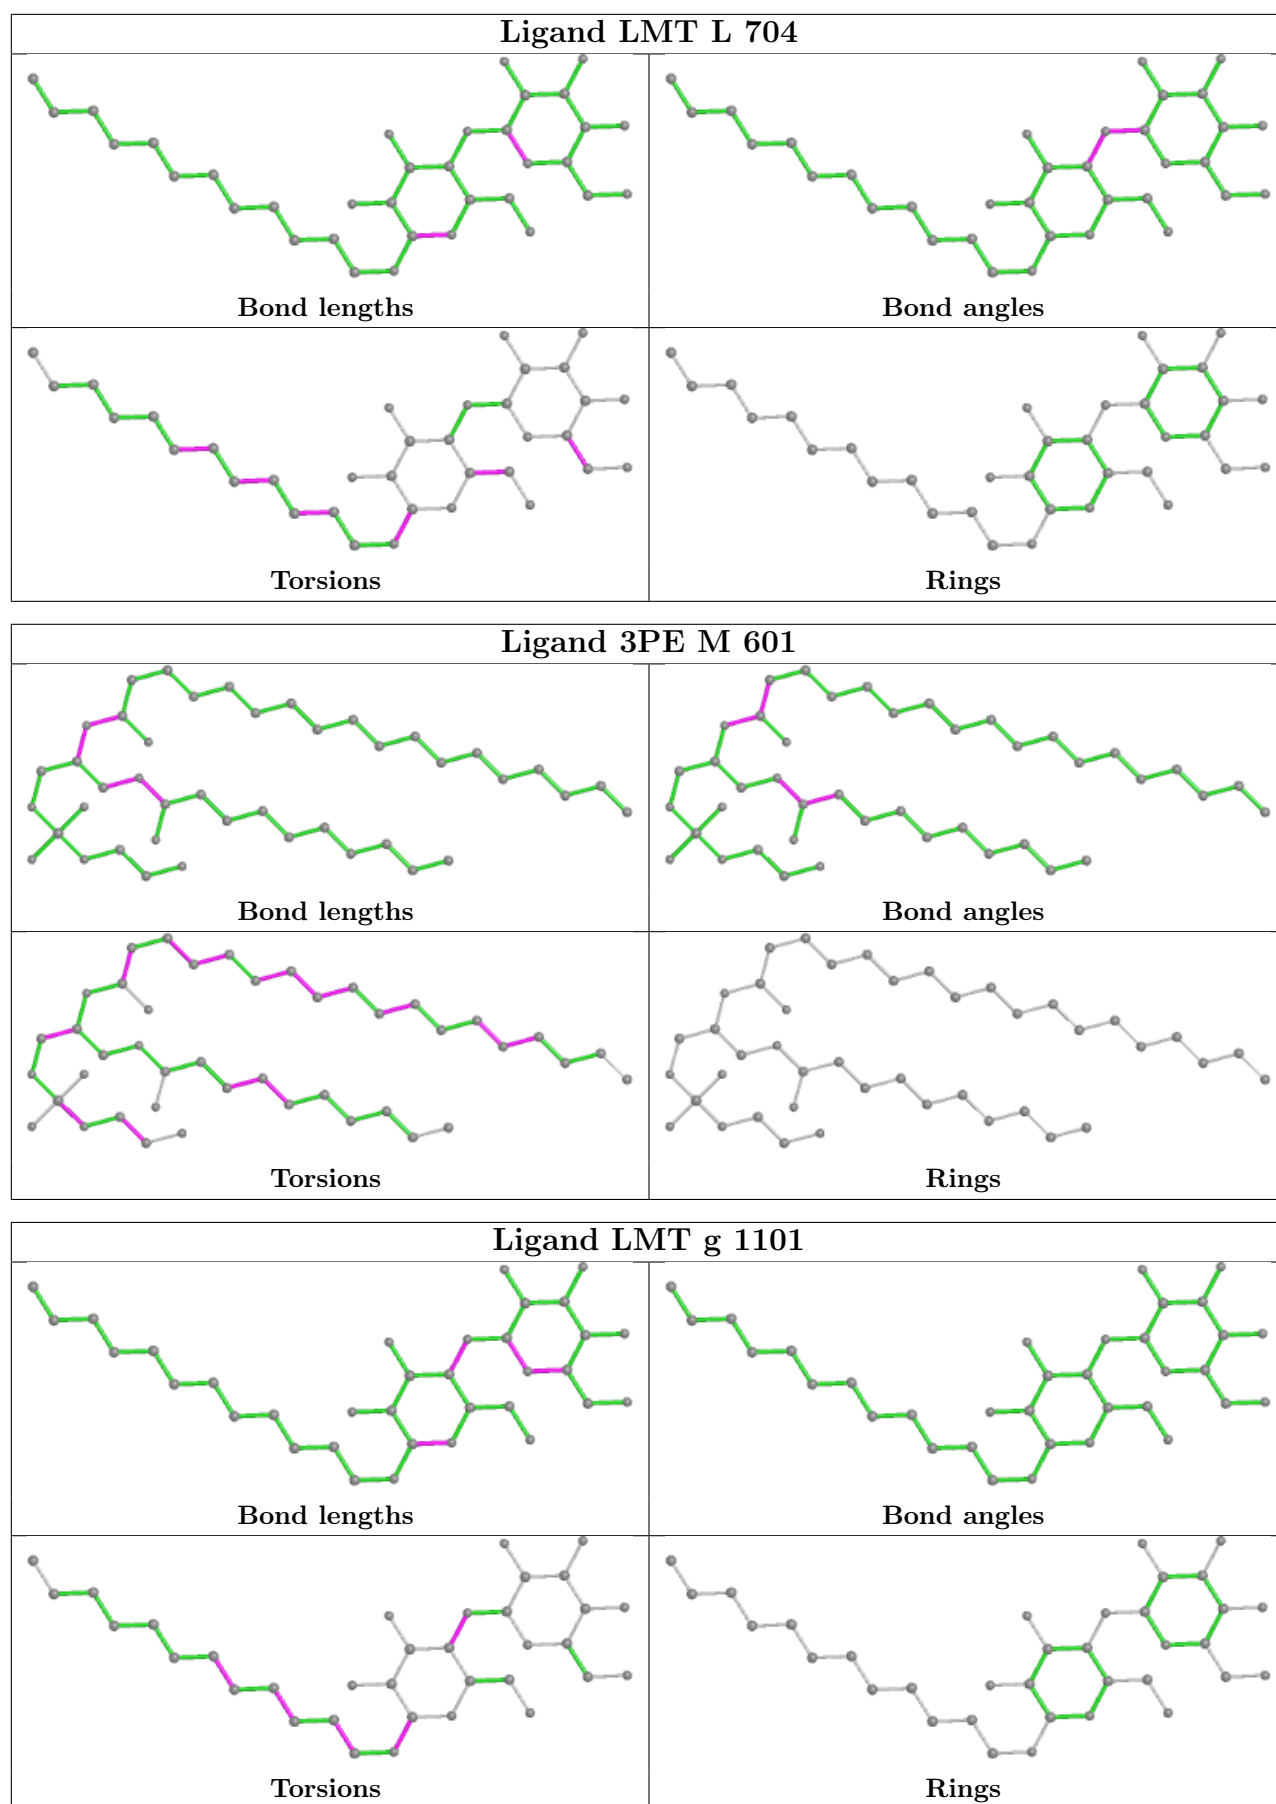 Ligand LMT L 704
Bond lengths
Bond angles
Torsions
Rings
Ligand 3PE M 601
Bond lengths
Bond angles
Torsions
Rings
Ligand LMT g 1101
Bond lengths
Bond angles
Torsions
Rings